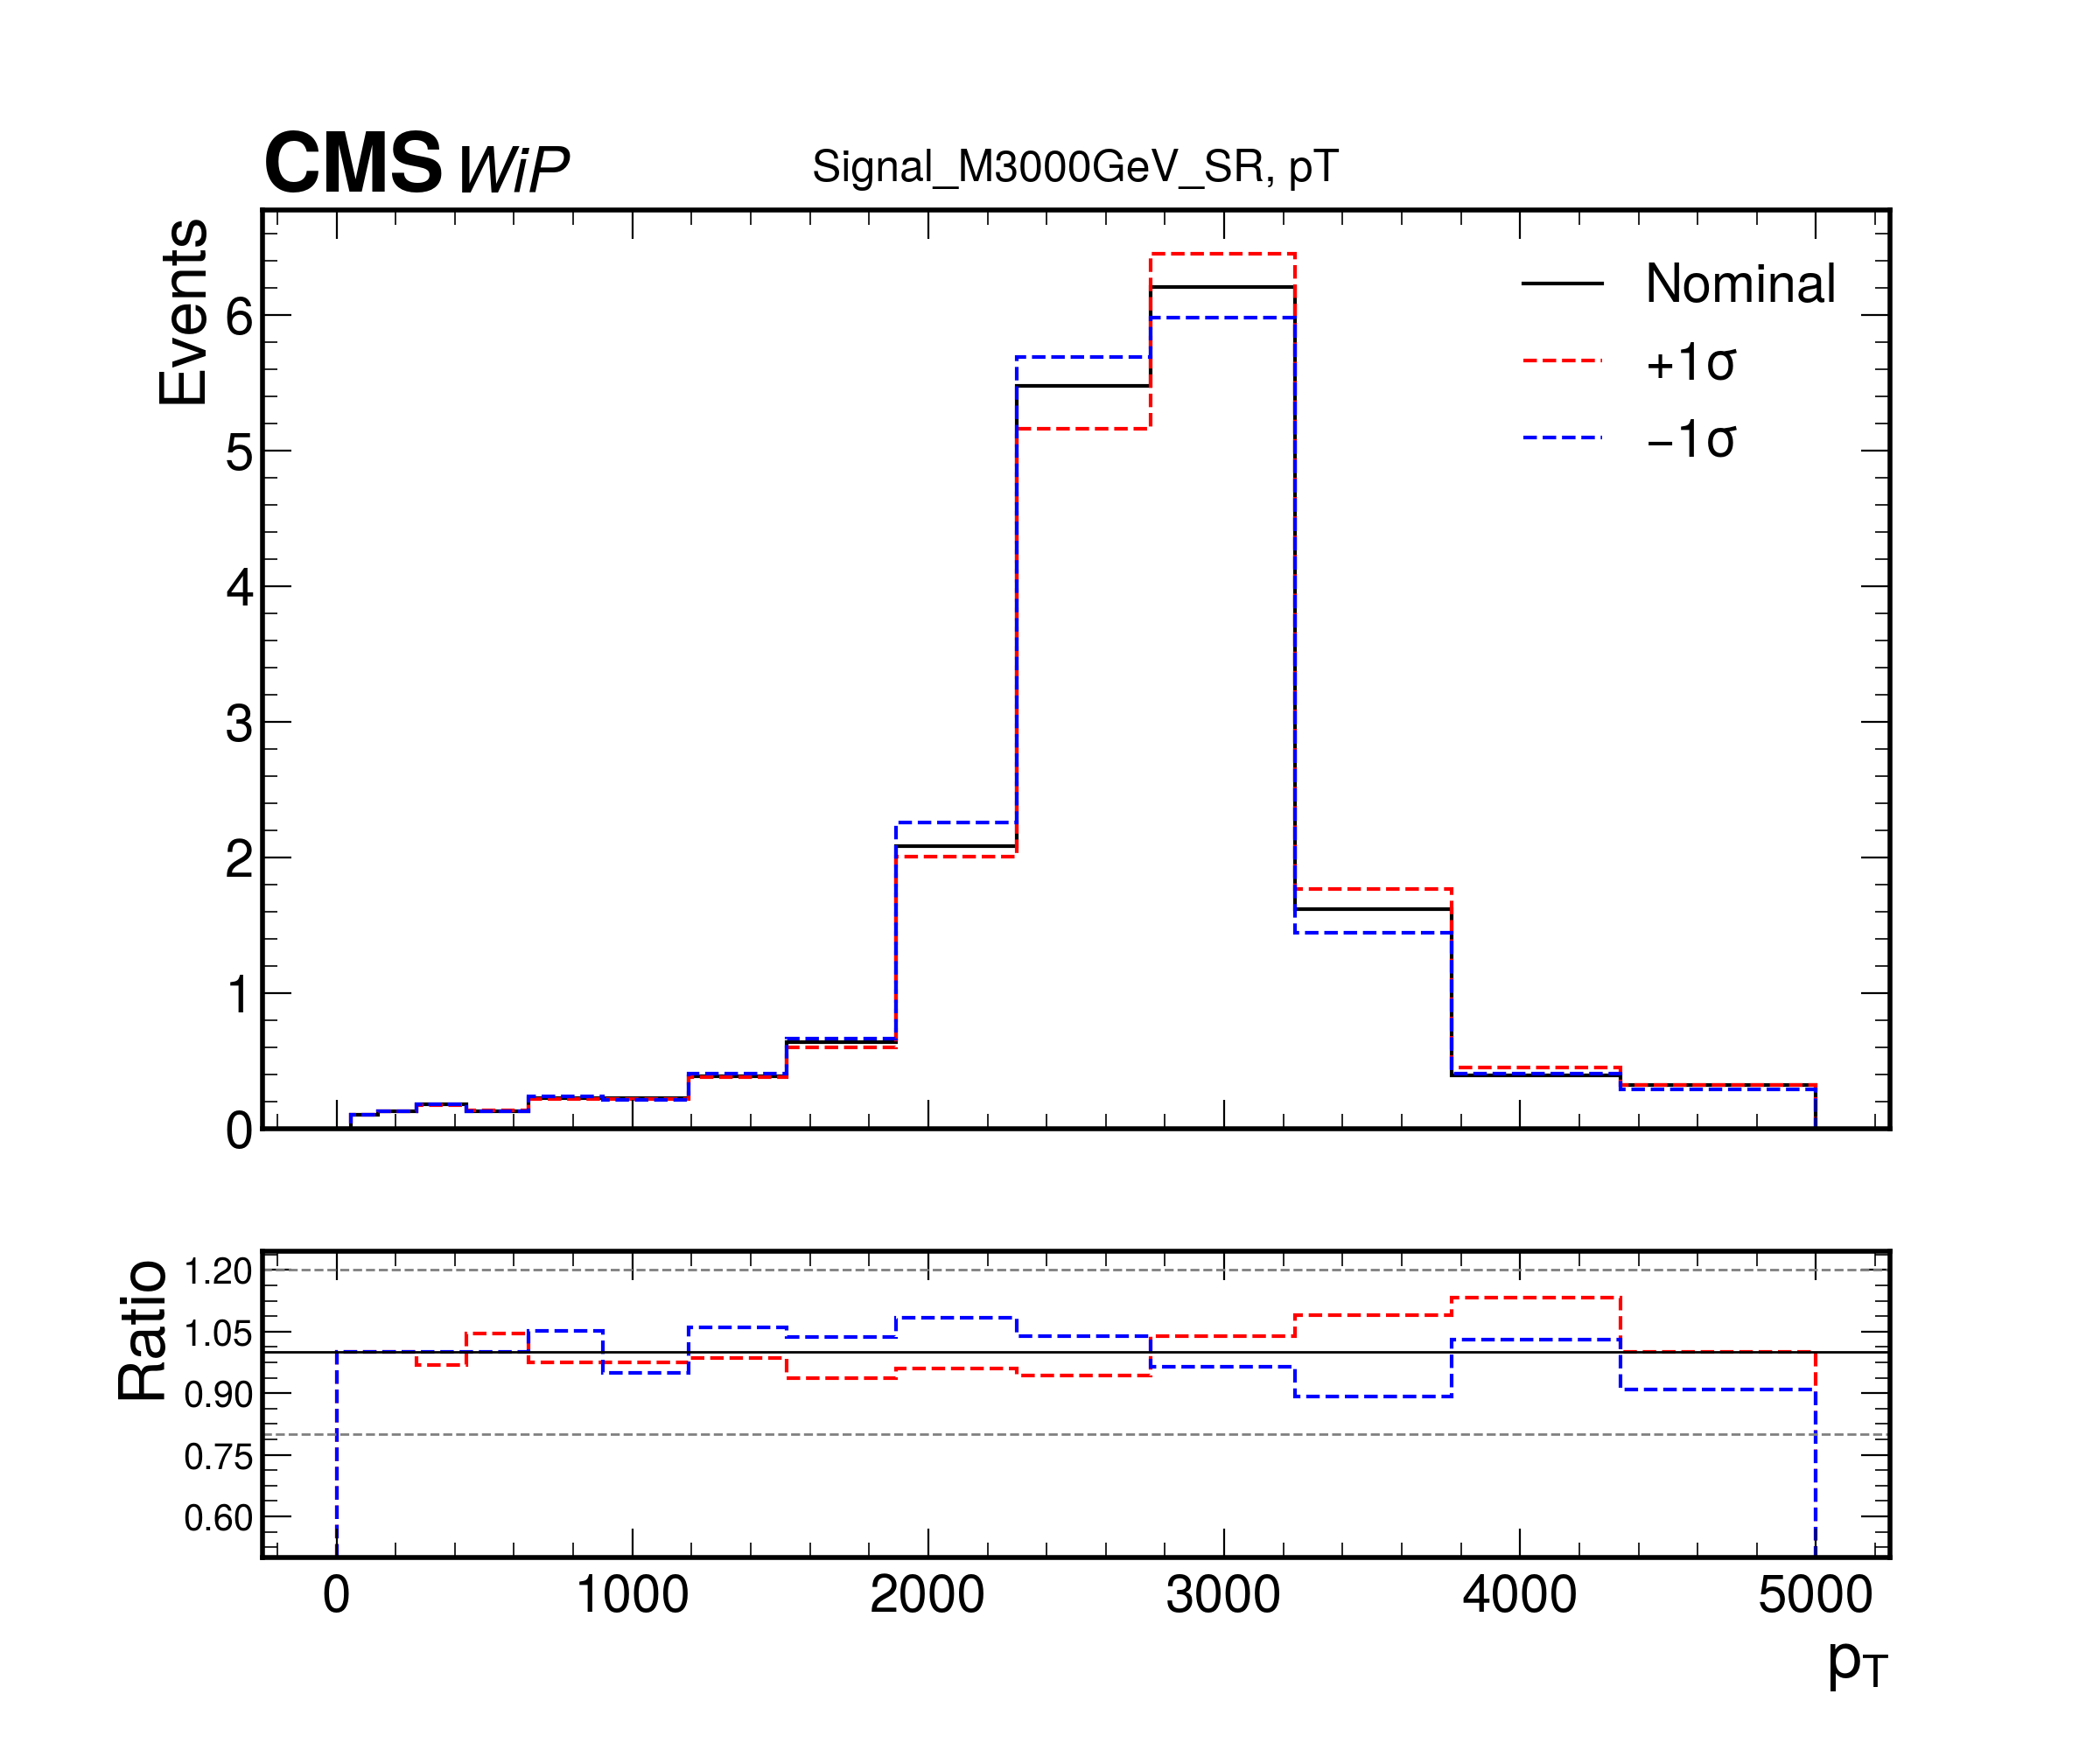 CMS WiP
Signal_M3000GeV_SR, pT
Events
6
5
4
3
2
1
0
Nominal
+1σ
−1σ
Ratio
1.20
1.05
0.90
0.75
0.60
0 1000 2000 3000 4000 5000
pT